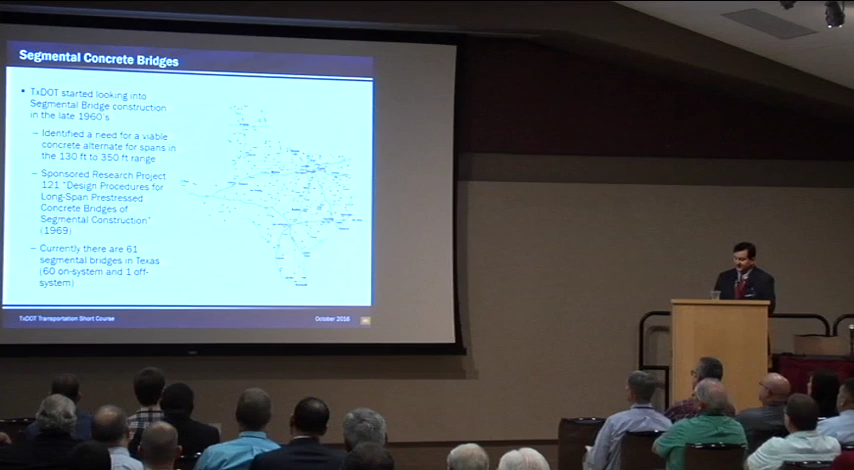 Segmental Concrete Bridges
• TxDOT started looking into
Segmental Bridge construction
in the late 1960's
– Identified a need for a viable
concrete alternate for spans in
the 130 ft to 350 ft range
– Sponsored Research Project
121 "Design Procedures for
Long-Span Prestressed
Concrete Bridges of
Segmental Construction"
(1969)
– Currently there are 61
segmental bridges in Texas
(60 on-system and 1 off-
system)
TxDOT Transportation Short Course
October 2016